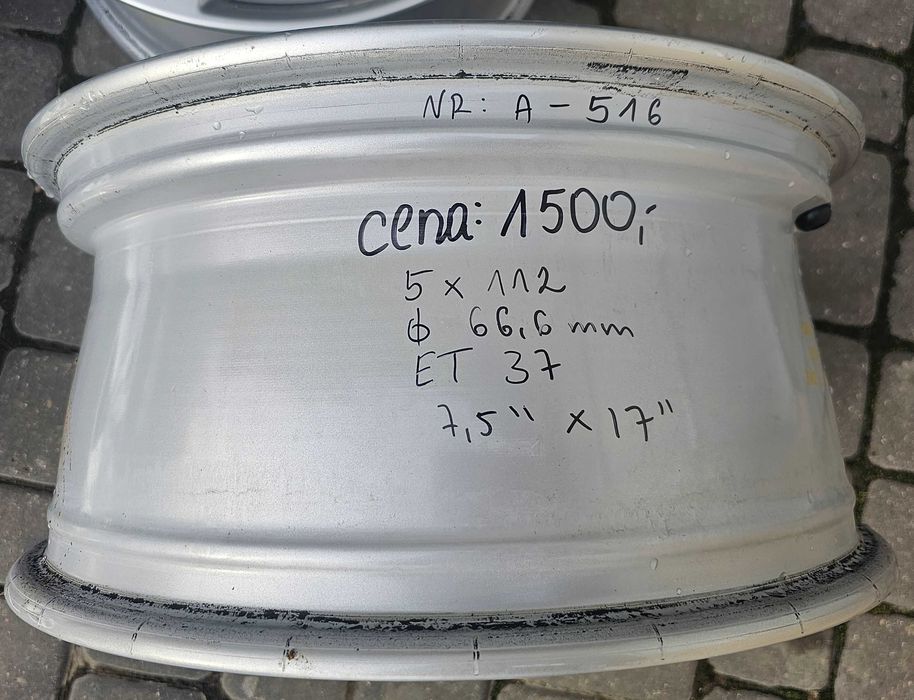 NR: A - 516
cena: 1500,-
5 x 112
ϕ 66,6 mm
ET 37
7,5" x 17"